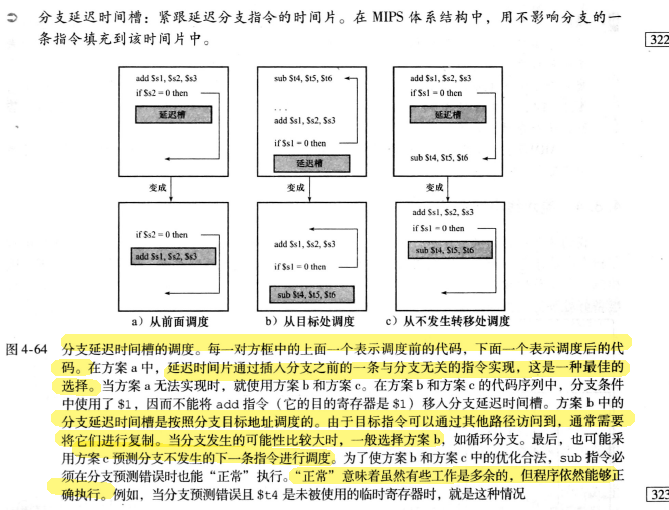 分支延迟时间槽：紧跟延迟分支指令的时间片。在 MIPS 体系结构中，用不影响分支的一
条指令填充到该时间片中。
322
add $s1, $s2, $s3
if $s2 = 0 then
延迟槽
变成
if $s2 = 0 then
add $s1, $s2, $s3
a）从前面调度
sub $t4, $t5, $t6
...
add $s1, $s2, $s3
if $s1 = 0 then
延迟槽
变成
add $s1, $s2, $s3
if $s1 = 0 then
sub $t4, $t5, $t6
b）从目标处调度
add $s1, $s2, $s3
if $s1 = 0 then
延迟槽
sub $t4, $t5, $t6
变成
add $s1, $s2, $s3
if $s1 = 0 then
sub $t4, $t5, $t6
c）从不发生转移处调度
图 4-64 分支延迟时间槽的调度。每一对方框中的上面一个表示调度前的代码，下面一个表示调度后的代
码。在方案 a 中，延迟时间片通过插入分支之前的一条与分支无关的指令实现，这是一种最佳的
选择。当方案 a 无法实现时，就使用方案 b 和方案 c。在方案 b 和方案 c 的代码序列中，分支条件
中使用了 $1，因而不能将 add 指令（它的目的寄存器是 $1）移入分支延迟时间槽。方案 b 中的
分支延迟时间槽是按照分支目标地址调度的。由于目标指令可以通过其他路径访问到，通常需要
将它们进行复制。当分支发生的可能性比较大时，一般选择方案 b，如循环分支。最后，也可能采
用方案 c 预测分支不发生的下一条指令进行调度。为了使方案 b 和方案 c 中的优化合法，sub 指令必
须在分支预测错误时也能“正常”执行。“正常”意味着虽然有些工作是多余的，但程序依然能够正
确执行。例如，当分支预测错误且 $t4 是未被使用的临时寄存器时，就是这种情况
323